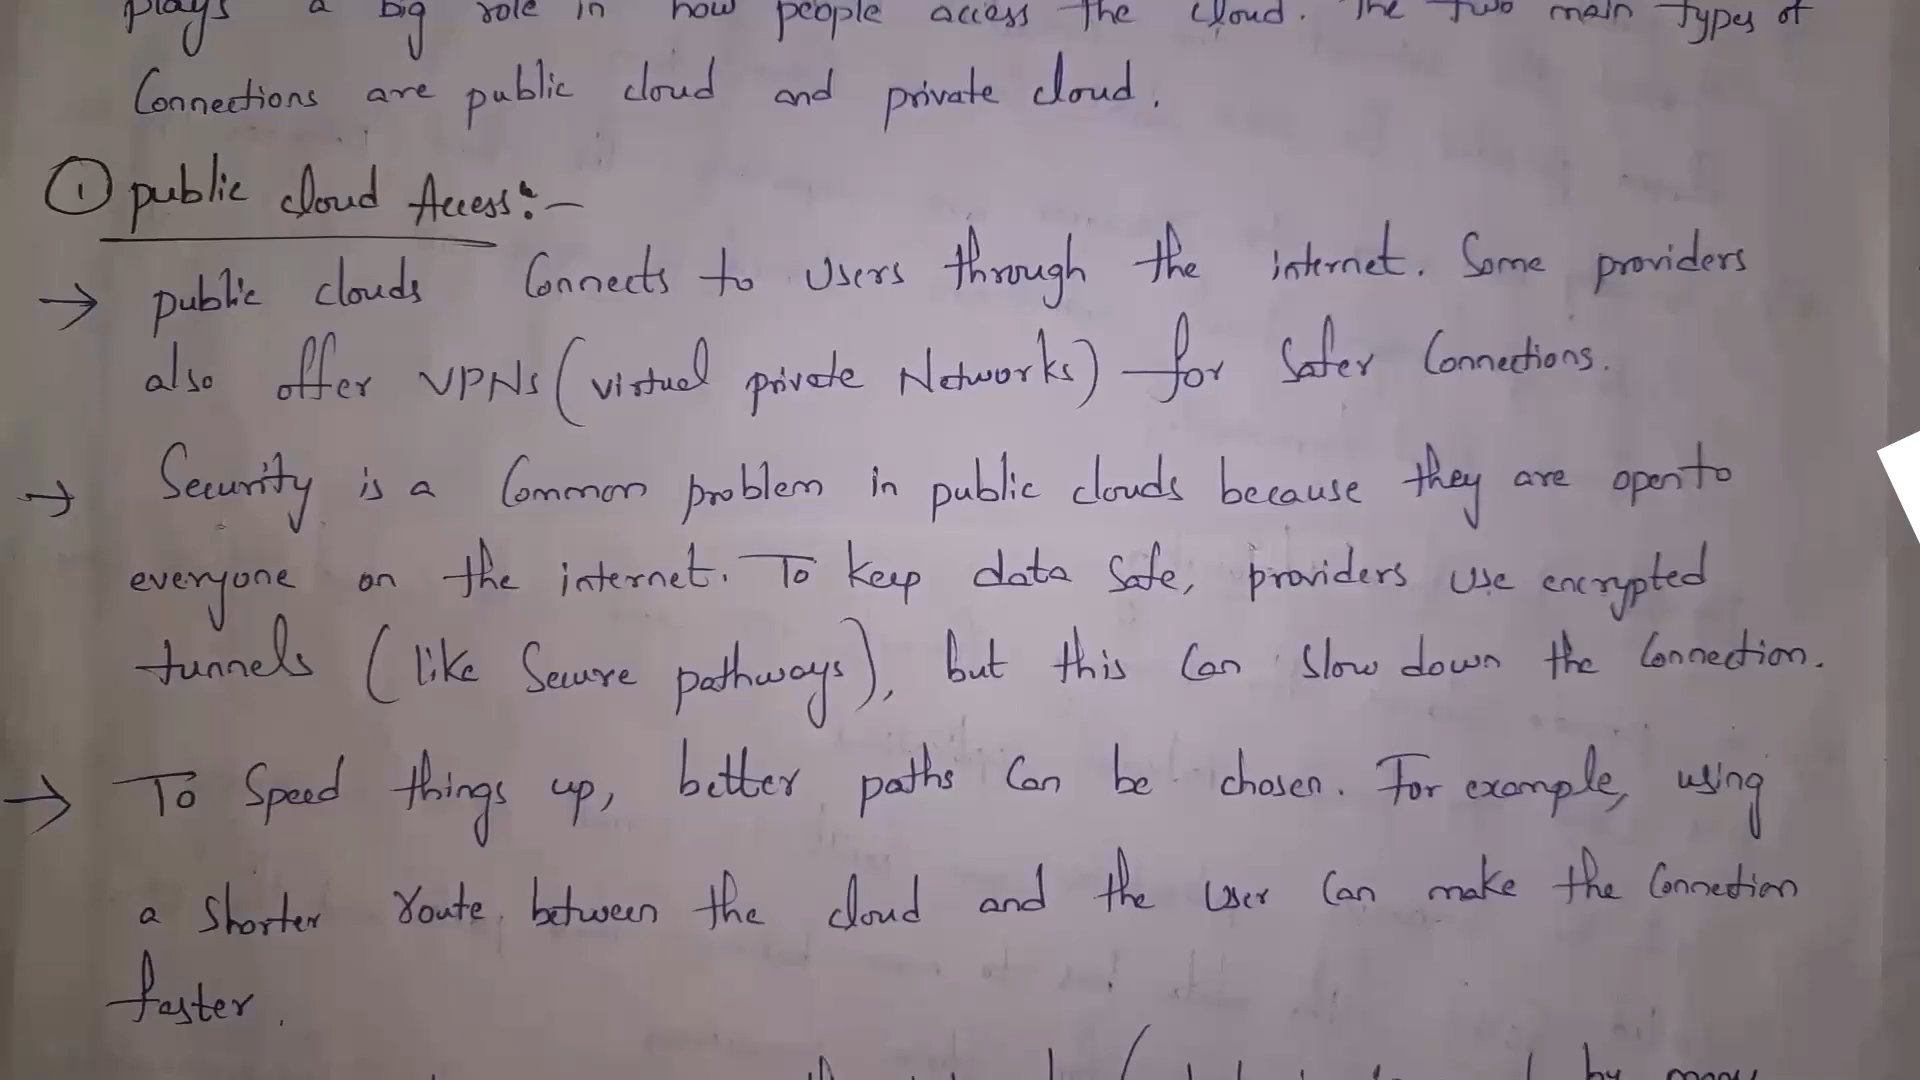 plays a big role in how people access the cloud. The two main types of
Connections are public cloud and private cloud.
① public cloud Access:-
→ public clouds Connects to Users through the internet. Some providers
also offer VPNs (virtual private Networks) for Safer Connections.
→ Security is a Common problem in public clouds because they are open to
everyone on the internet. To keep data Safe, providers use encrypted
tunnels (like Secure pathways), but this Can Slow down the Connection.
→ To Speed things up, better paths Can be chosen. For example, using
a Shorter route between the cloud and the User Can make the Connection
faster.
by many